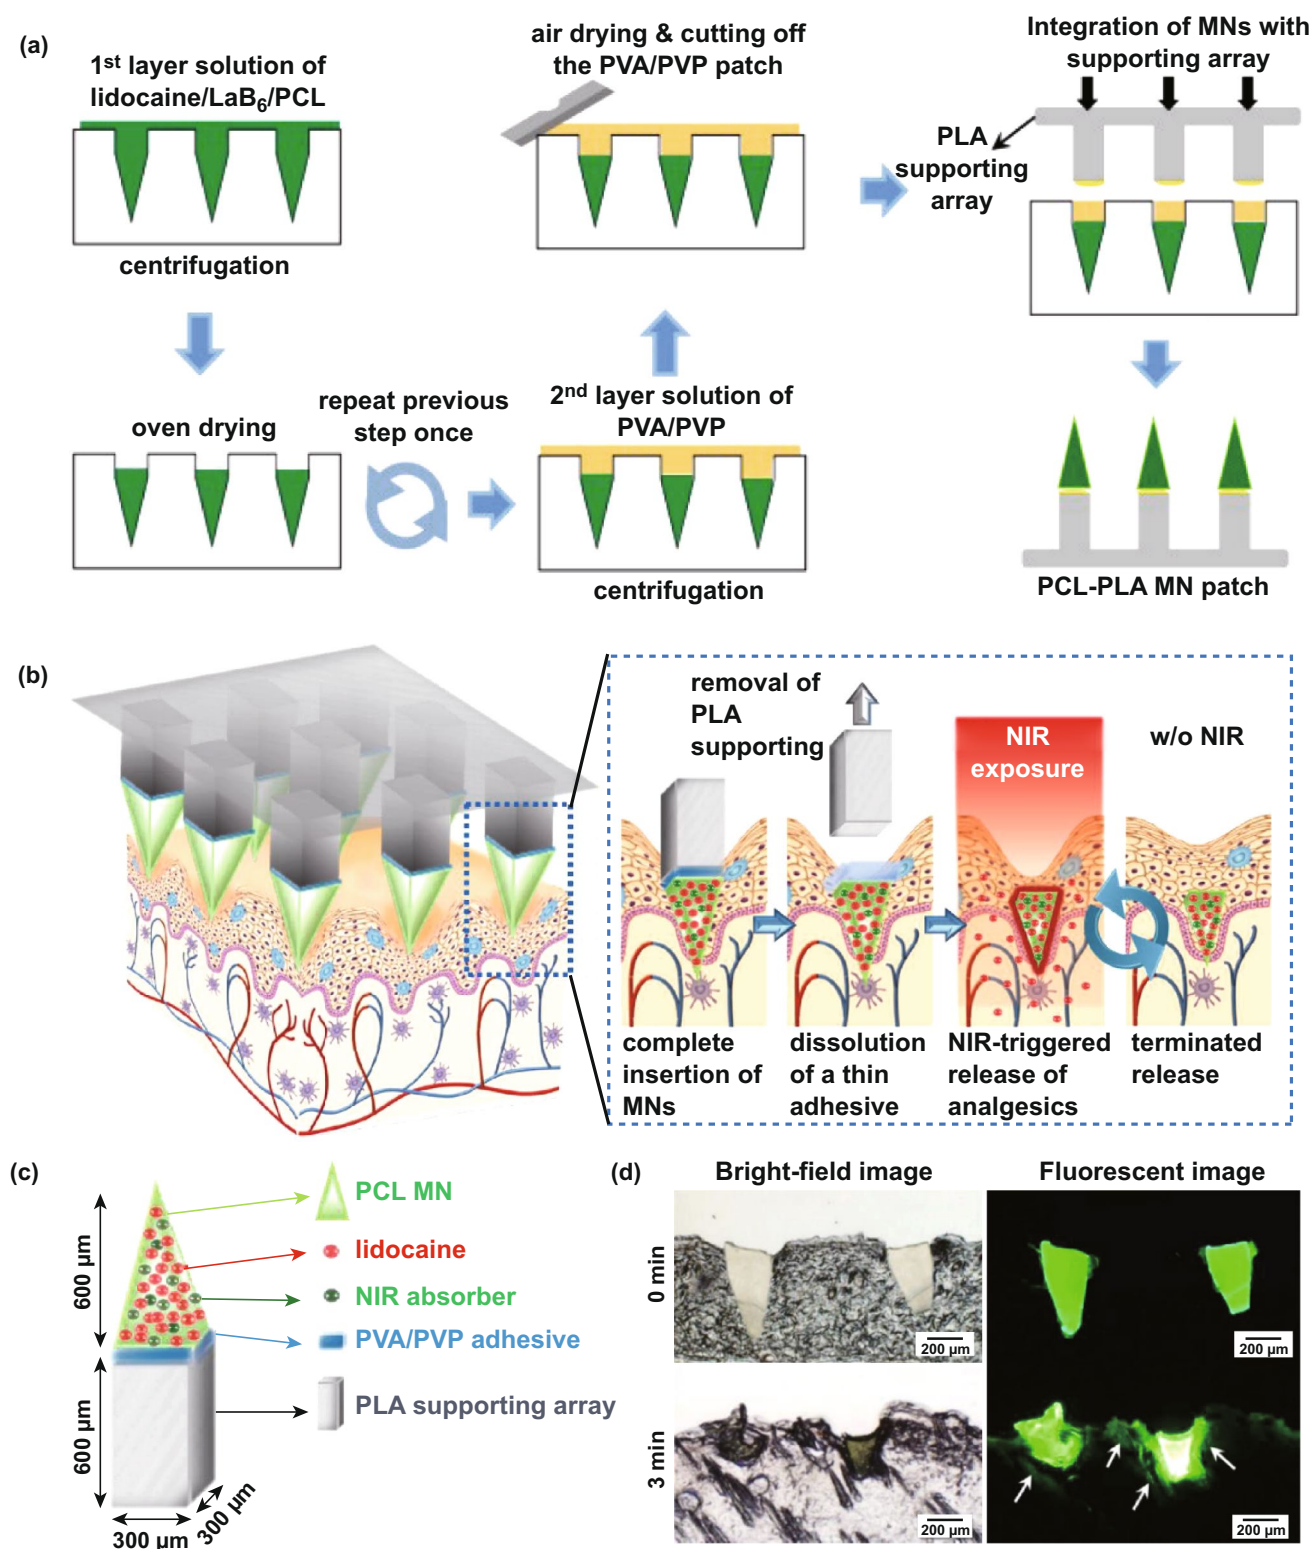 (a)
1st layer solution of
lidocaine/LaB6/PCL
centrifugation
oven drying
repeat previous
step once
2nd layer solution of
PVA/PVP
centrifugation
air drying & cutting off
the PVA/PVP patch
Integration of MNs with
supporting array
PLA
supporting
array
PCL-PLA MN patch
(b)
removal of
PLA
supporting
NIR
exposure
w/o NIR
complete
insertion of
MNs
dissolution
of a thin
adhesive
NIR-triggered
release of
analgesics
terminated
release
(c)
600 µm
600 µm
300 µm
300 µm
PCL MN
lidocaine
NIR absorber
PVA/PVP adhesive
PLA supporting array
(d)
Bright-field image
Fluorescent image
0 min
200 µm
200 µm
3 min
200 µm
200 µm